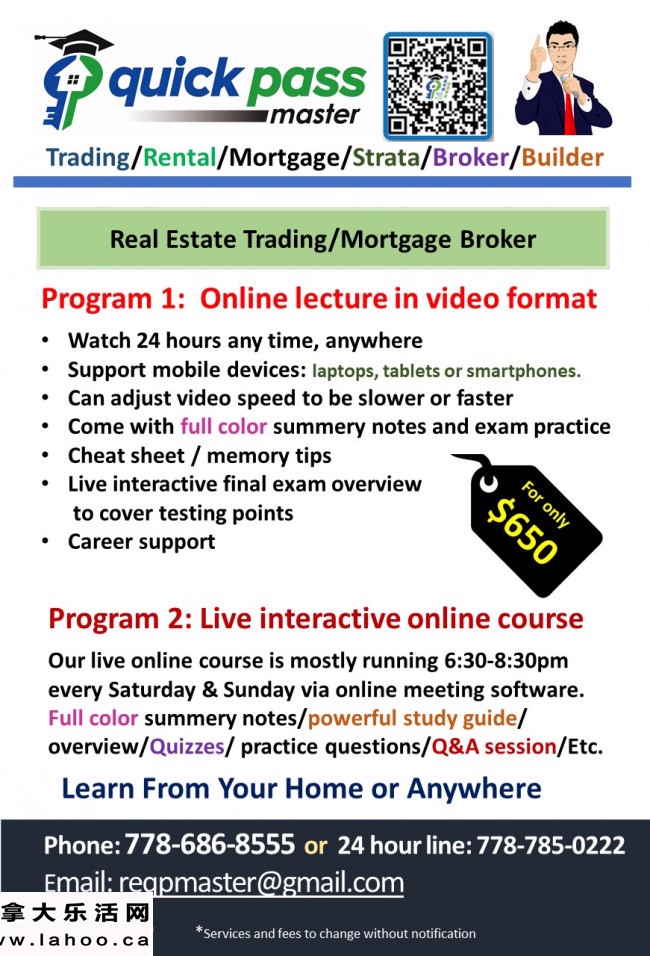 quick pass
master
Trading/Rental/Mortgage/Strata/Broker/Builder
Real Estate Trading/Mortgage Broker
Program 1: Online lecture in video format
• Watch 24 hours any time, anywhere
• Support mobile devices: laptops, tablets or smartphones.
• Can adjust video speed to be slower or faster
• Come with full color summery notes and exam practice
• Cheat sheet / memory tips
• Live interactive final exam overview
to cover testing points
• Career support
For only
$650
Program 2: Live interactive online course
Our live online course is mostly running 6:30-8:30pm
every Saturday & Sunday via online meeting software.
Full color summery notes/powerful study guide/
overview/Quizzes/ practice questions/Q&A session/Etc.
Learn From Your Home or Anywhere
Phone: 778-686-8555 or 24 hour line: 778-785-0222
Email: reqpmaster@gmail.com
拿大乐活网
www.lahoo.ca
*Services and fees to change without notification